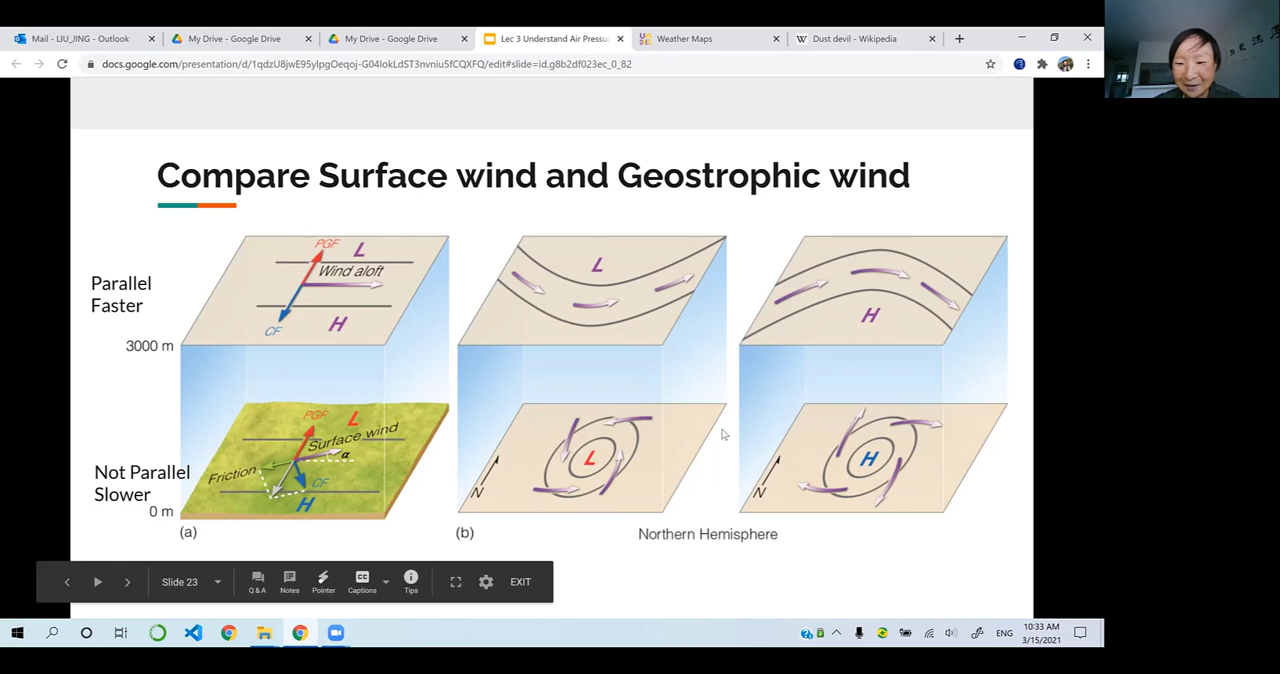 Mail - LIU_JING - Outlook
My Drive - Google Drive
My Drive - Google Drive
Lec 3 Understand Air Pressu
Weather Maps
Dust devil - Wikipedia
docs.google.com/presentation/d/1qdzU8jwE95ylpgOeqoj-G04lokLdST3nvniu5fCQXFQ/edit#slide=id.g8b2df023ec_0_82
Compare Surface wind and Geostrophic wind
Parallel
Faster
PGF
L
Wind aloft
CF
H
3000 m
L
H
Not Parallel
Slower
PGF
L
Surface wind
α
Friction
CF
H
0 m
L
N
H
N
(a)
(b)
Northern Hemisphere
Slide 23
Q & A
Notes
Pointer
Captions
Tips
EXIT
ENG
10:33 AM
3/15/2021